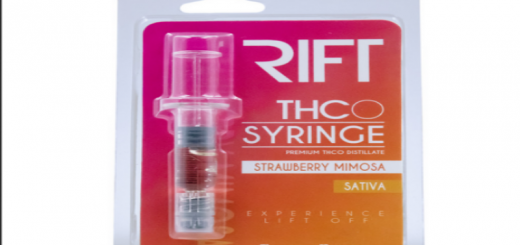 RIFT
THCO
SYRINGE
PREMIUM THCO DISTILLATE
STRAWBERRY MIMOSA
SATIVA
EXPERIENCE
LIFT OFF